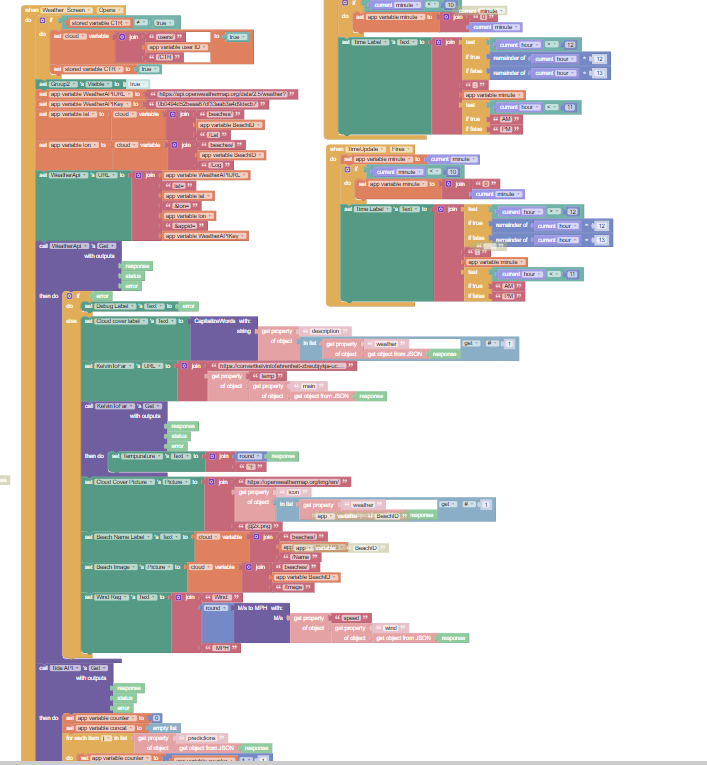 when Weather_Screen Opens
do if stored variable CTR ≠ true
do set cloud variable join users/ to true
app variable user ID
/CTR
set stored variable CTR to true
set Group2 's Visible to true
set app variable WeatherAPIURL to https://api.openweathermap.org/data/2.5/weather?
set app variable WeatherAPIKey to
set app variable lat to cloud variable join beaches/
app variable BeachID
/Lat
set app variable lon to cloud variable join beaches/
app variable BeachID
set WeatherApi 's URL to join app variable WeatherAPIURL
lat=
app variable lat
&lon=
app variable lon
&appid=
app variable WeatherAPIKey
call WeatherApi 's Get
with outputs
response
status
error
then do if error
do set Debug Label 's Text to error
else set Cloud cover label 's Text to CapitalizeWords with:
string get property description
of object in list get property weather get # 1
of object get object from JSON response
set KelvinToFar 's URL to join
get property temp
of object get property main
of object get object from JSON response
call KelvinToFar 's Get
with outputs
response
status
error
then do set Tempurature 's Text to join round response
set Cloud Cover Picture 's Picture to join https://openweathermap.org/img/wn/
get property icon
of object in list get property weather get # 1
app variable BeachID response
@2x.png
set Beach Name Label 's Text to cloud variable join beaches/
app app variable BeachID
/Name
set Beach Image 's Picture to cloud variable join beaches/
app variable BeachID
/Image
set Wind Reg 's Text to join Wind:
round M/s to MPH with:
M/s get property speed
of object get property wind
of object get object from JSON response
MPH
call Tide API 's Get
with outputs
response
status
error
then do set app variable counter to 0
set app variable concat to empty list
for each item in list get property predictions
of object get object from JSON response
do set app variable counter to app variable counter + 1
if current minute < 10
current minute
do set app variable minute to join 0
current minute
set Time Label 's Text to join test current hour < 12
if true remainder of current hour ÷ 12
if false remainder of current hour ÷ 13
:
app variable minute
test current hour < 11
if true AM
if false PM
when TimeUpdate Fires
do set app variable minute to current minute
if current minute < 10
do set app variable minute to join 0
current minute
set Time Label 's Text to join test current hour < 12
if true remainder of current hour ÷ 12
if false remainder of current hour ÷ 13
app variable minute
test current hour < 11
if true AM
if false PM